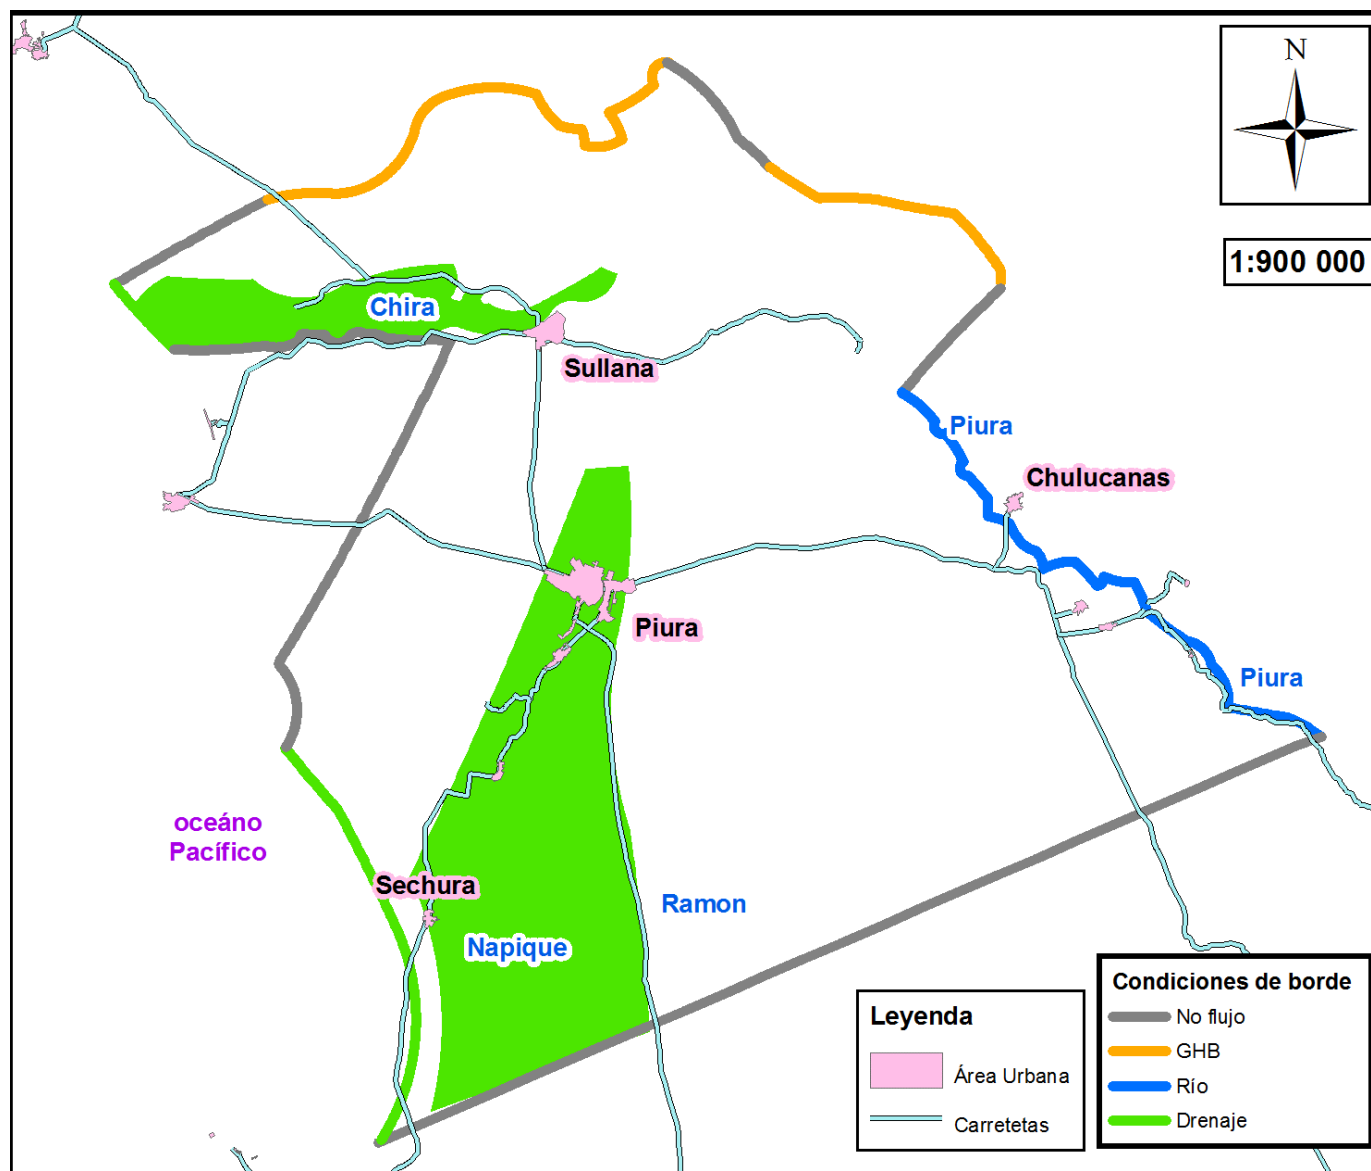 N
1:900 000
Chira
Sullana
Piura
Chulucanas
Piura
Piura
oceáno
Pacífico
Sechura
Ramon
Napique
Leyenda
Área Urbana
Carretetas
Condiciones de borde
No flujo
GHB
Río
Drenaje